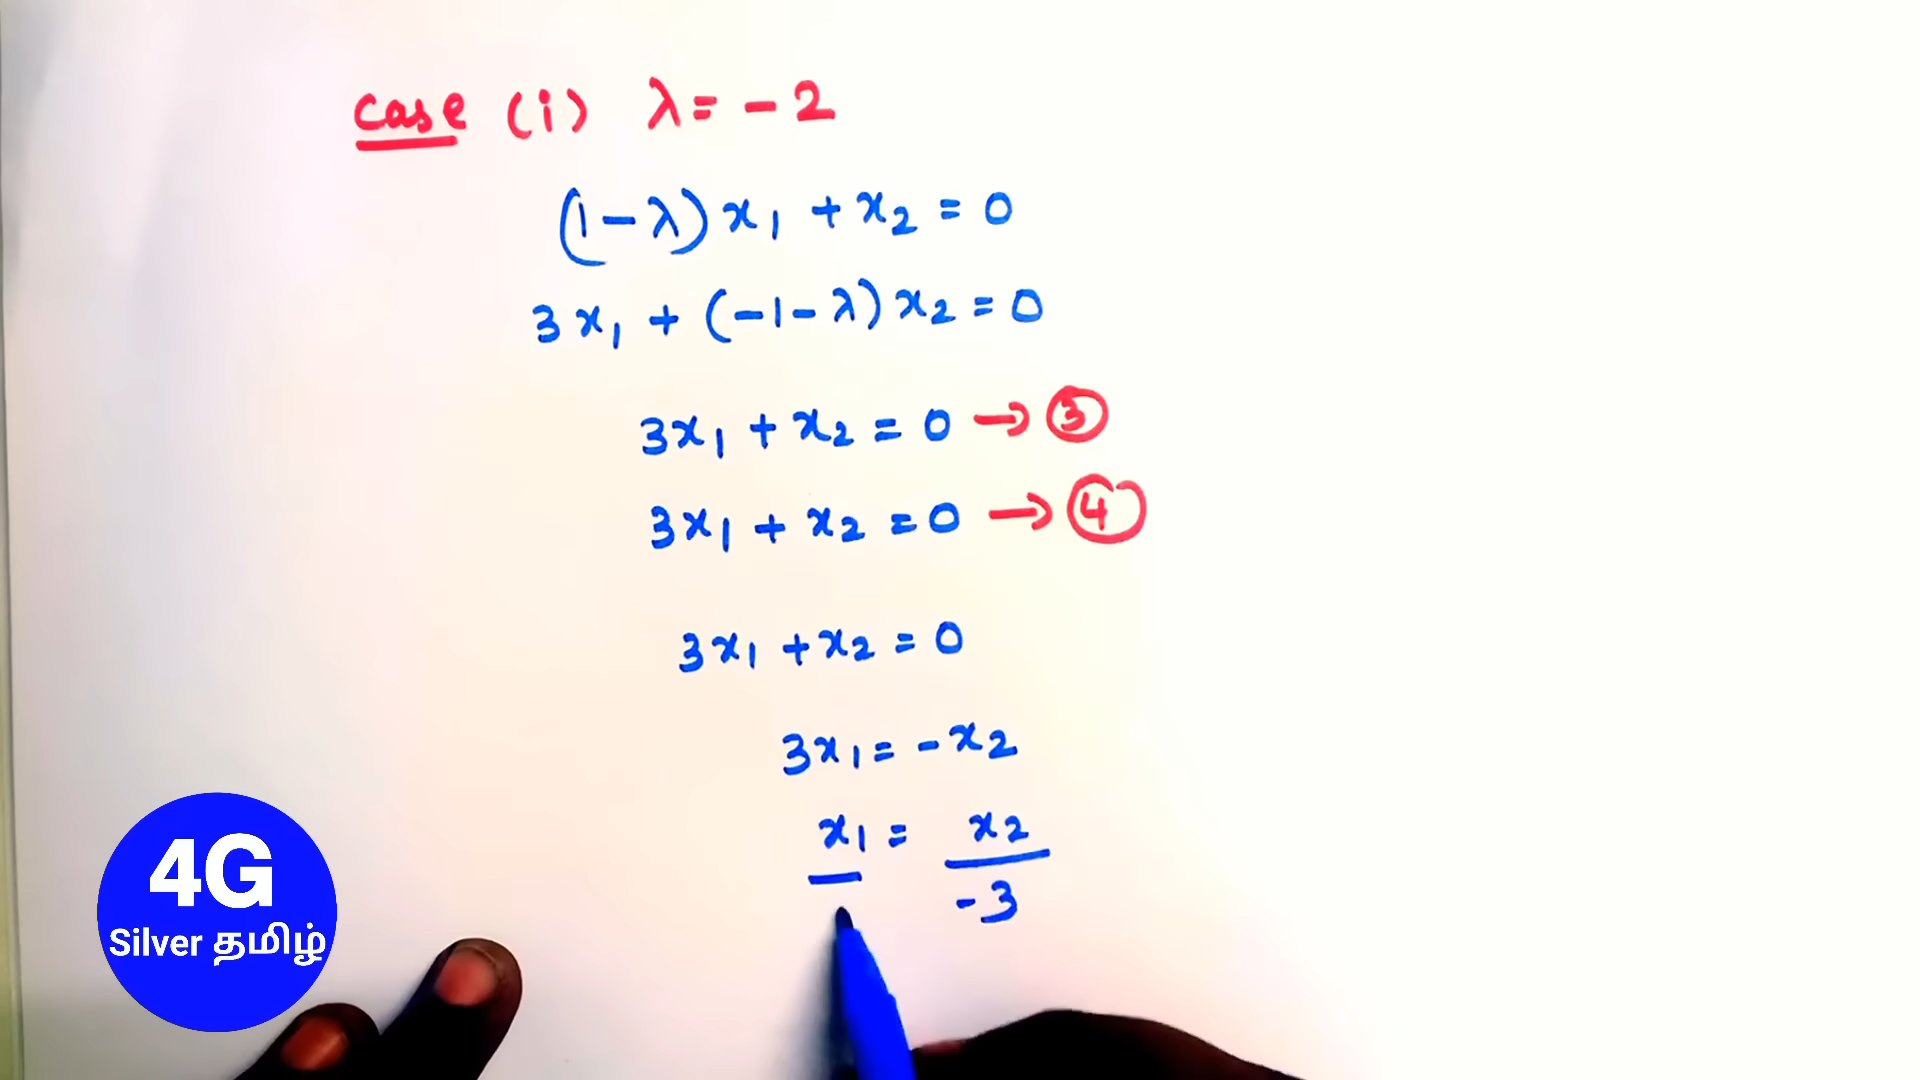 case (i) λ = - 2
(1-λ) x₁ + x₂ = 0
3x₁ + (-1-λ) x₂ = 0
3x₁ + x₂ = 0 → ③
3x₁ + x₂ = 0 → ④
3x₁ + x₂ = 0
3x₁ = -x₂
x₁ = x₂
-3
4G
Silver தமிழ்